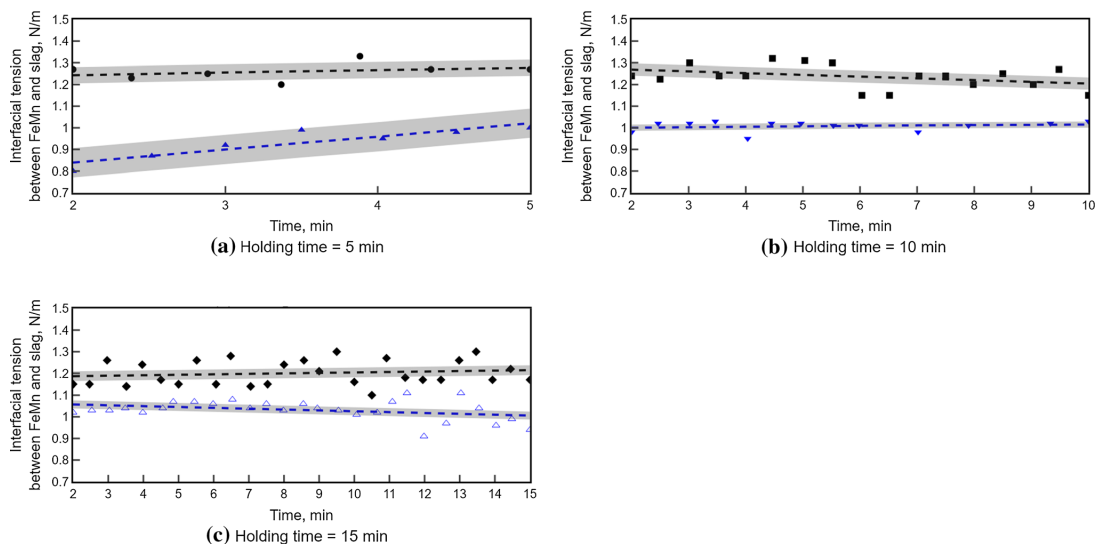 1.5
1.4
1.3
1.2
1.1
1
0.9
0.8
0.7
Interfacial tension
between FeMn and slag, N/m
2 3 4 5
Time, min
(a) Holding time = 5 min
1.5
1.4
1.3
1.2
1.1
1
0.9
0.8
0.7
Interfacial tension
between FeMn and slag, N/m
2 3 4 5 6 7 8 9 10
Time, min
(b) Holding time = 10 min
1.5
1.4
1.3
1.2
1.1
1
0.9
0.8
0.7
Interfacial tension
between FeMn and slag, N/m
2 3 4 5 6 7 8 9 10 11 12 13 14 15
Time, min
(c) Holding time = 15 min